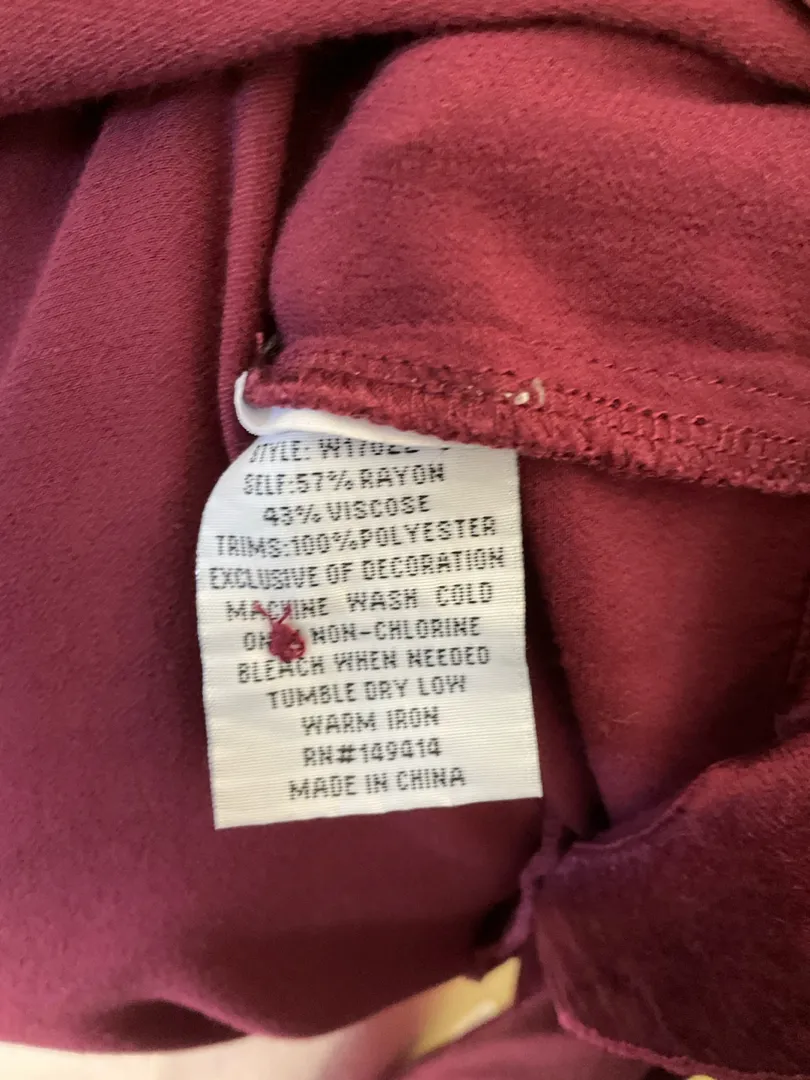 STYLE:
SELF:57% RAYON
43% VISCOSE
TRIMS:100%POLYESTER
EXCLUSIVE OF DECORATION
MACHINE WASH COLD
NON-CHLORINE
BLEACH WHEN NEEDED
TUMBLE DRY LOW
WARM IRON
RN#149414
MADE IN CHINA